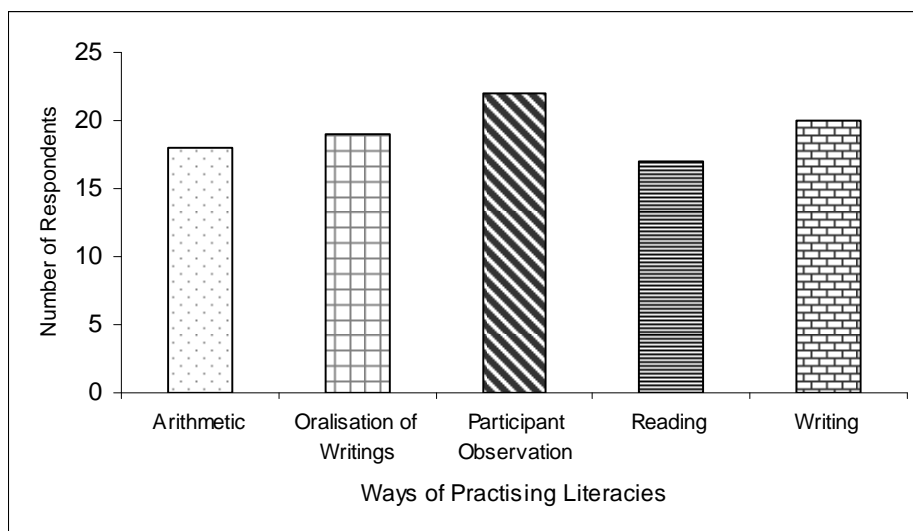 25
20
15
10
5
0
Number of Respondents
Arithmetic
Oralisation of
Writings
Participant
Observation
Reading
Writing
Ways of Practising Literacies